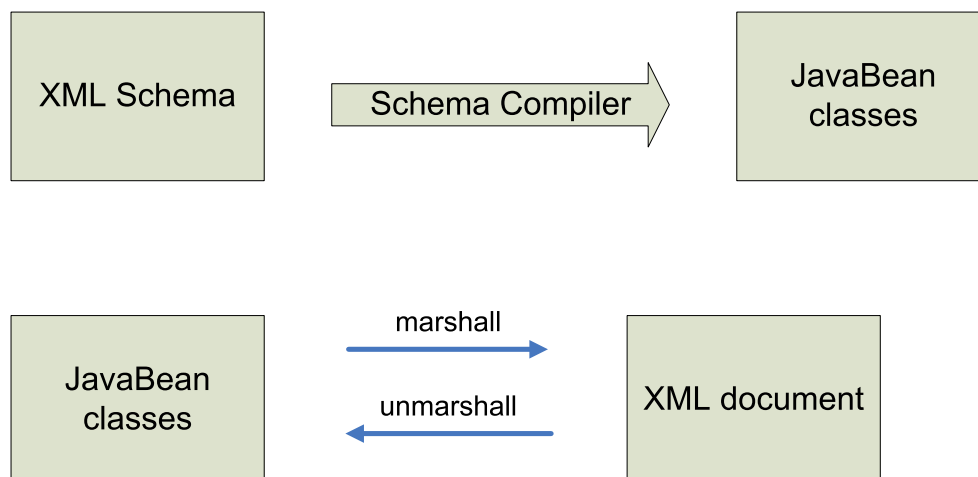 XML Schema
Schema Compiler
JavaBean
classes
JavaBean
classes
marshall
unmarshall
XML document